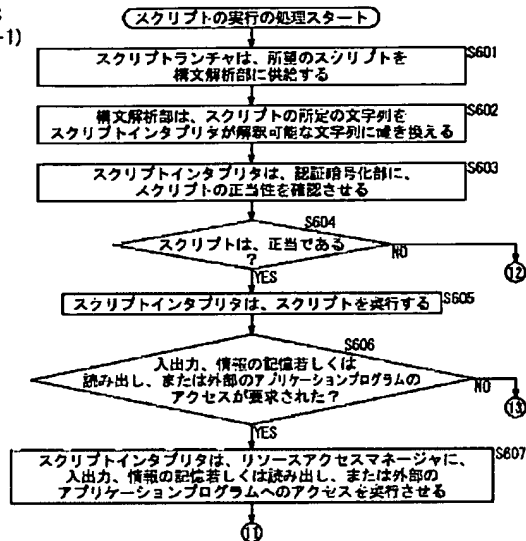 -1)
スクリプトの実行の処理スタート
S601
スクリプトランチャは、所望のスクリプトを
構文解析部に供給する
S602
構文解析部は、スクリプトの所定の文字列を
スクリプトインタプリタが解釈可能な文字列に書き換える
S603
スクリプトインタプリタは、認証暗号化部に、
スクリプトの正当性を確認させる
S604
スクリプトは、正当である
?
NO
12
YES
スクリプトインタプリタは、スクリプトを実行する
S605
S606
入出力、情報の記憶若しくは
読み出し、または外部のアプリケーションプログラムの
アクセスが要求された?
NO
13
YES
S607
スクリプトインタプリタは、リソースアクセスマネージャに、
入出力、情報の記憶若しくは読み出し、または外部の
アプリケーションプログラムへのアクセスを実行させる
11